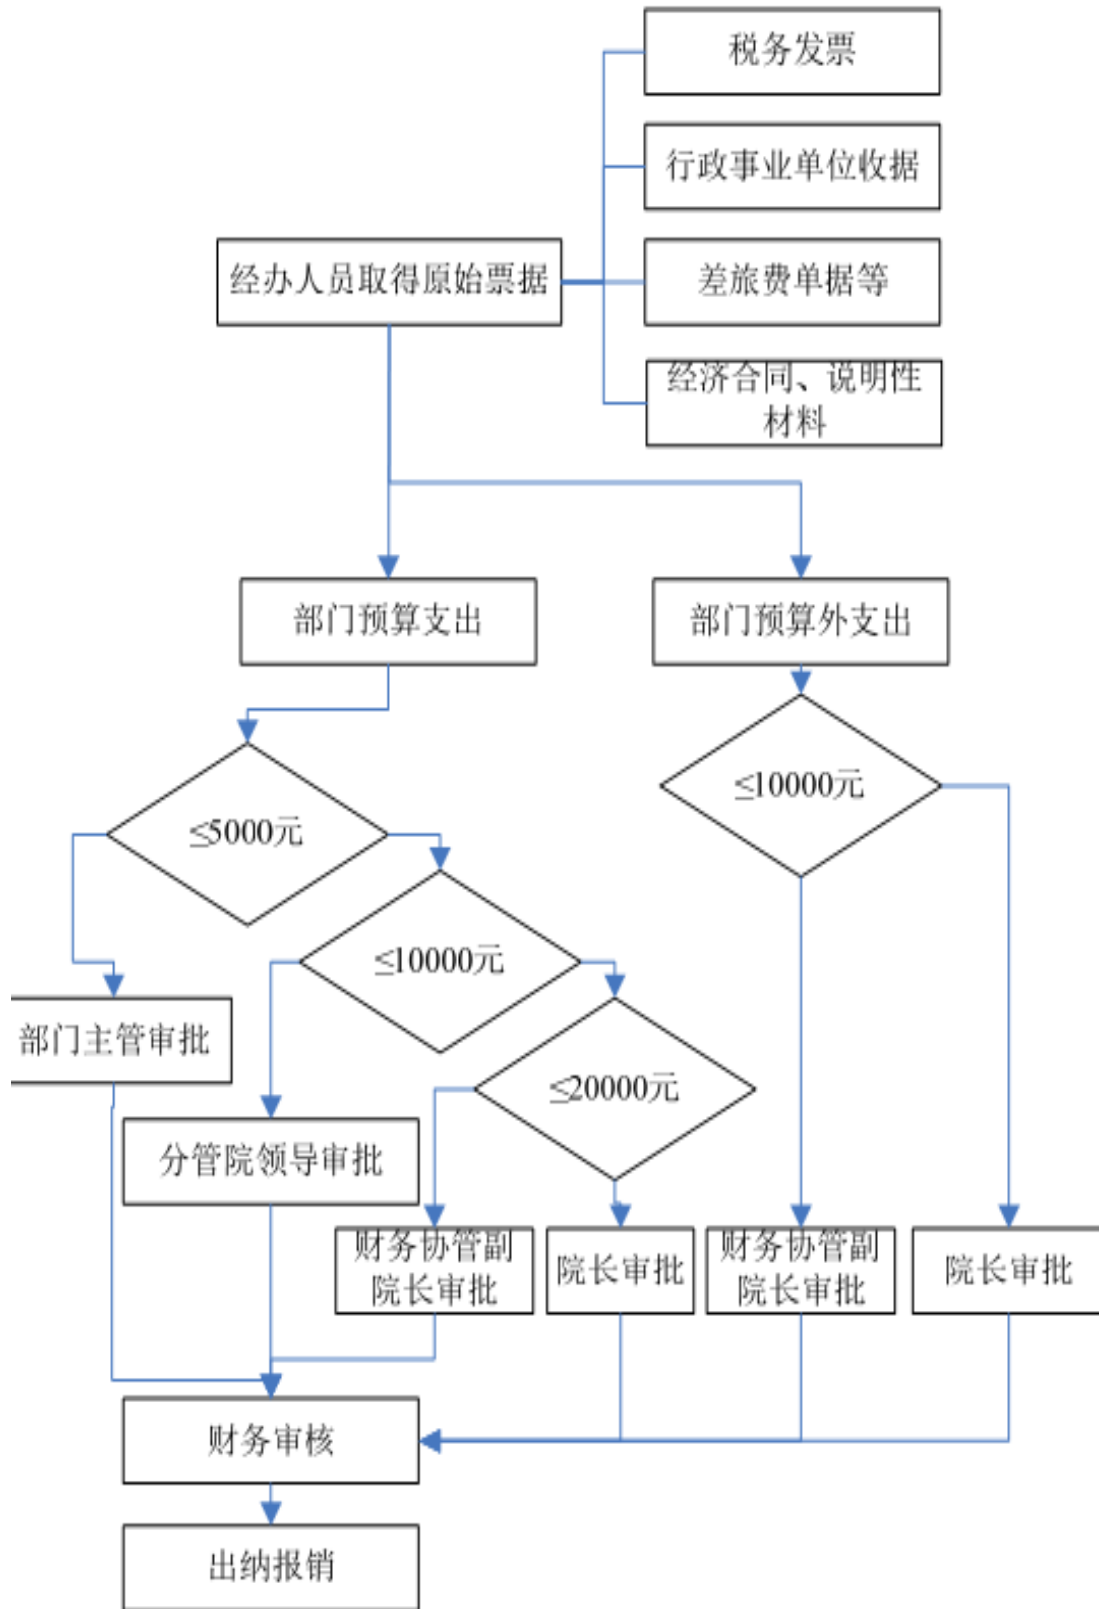 税务发票
行政事业单位收据
经办人员取得原始票据
差旅费单据等
经济合同、说明性
材料
部门预算支出
部门预算外支出
≤10000元
≤5000元
≤10000元
部门主管审批
≤20000元
分管院领导审批
财务协管副
院长审批
院长审批
财务协管副
院长审批
院长审批
财务审核
出纳报销